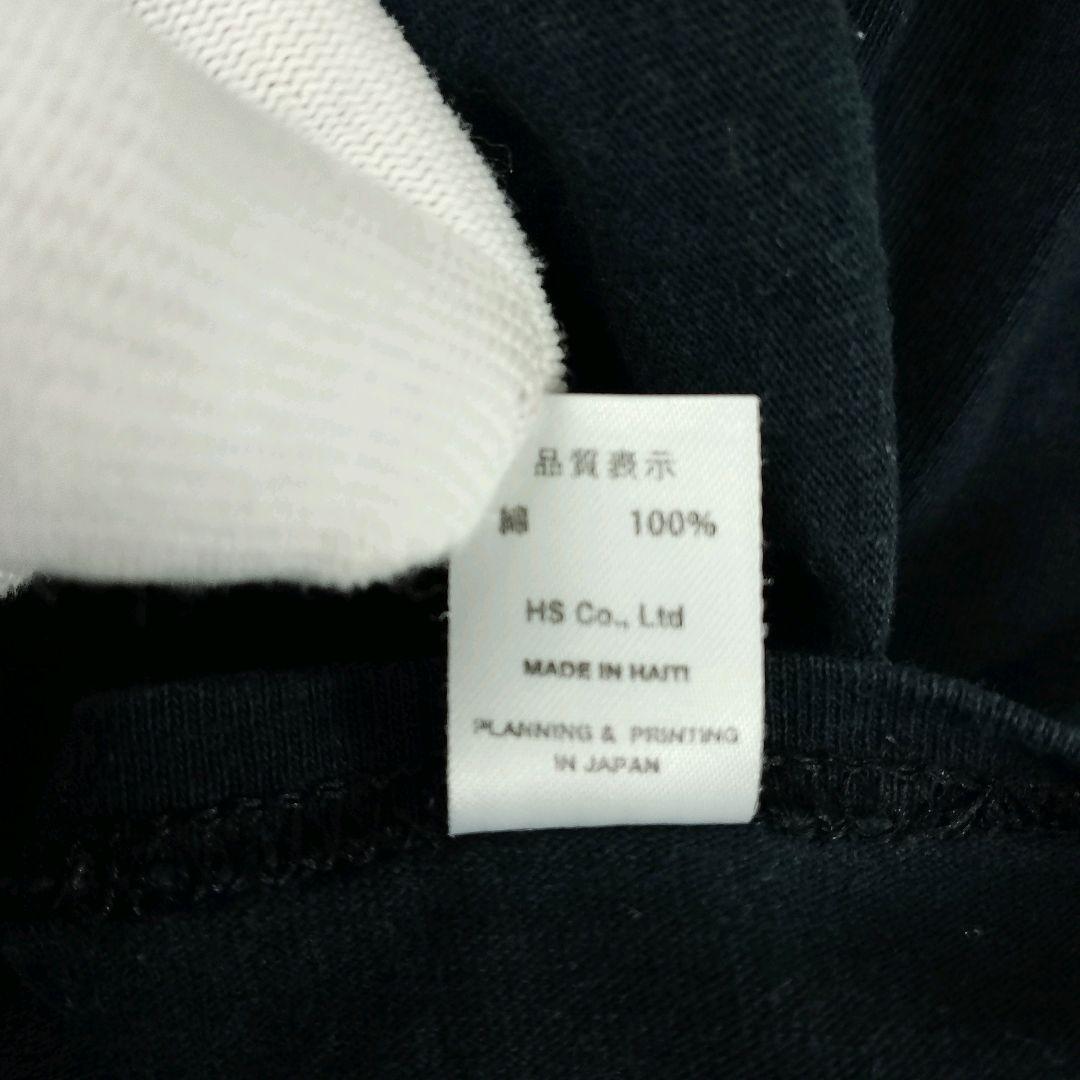 品質表示
綿 100%
HS Co., Ltd
MADE IN HAITI
PLANNING & PRINTING
IN JAPAN